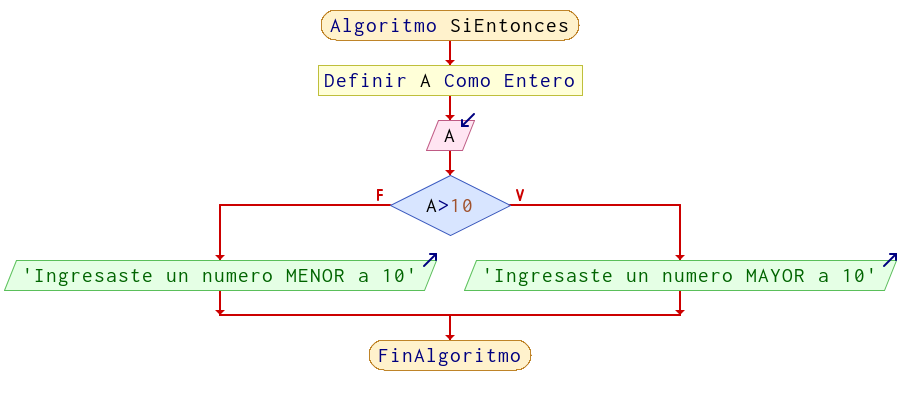 Algoritmo SiEntonces
Definir A Como Entero
A
F
A>10
V
'Ingresaste un numero MENOR a 10'
'Ingresaste un numero MAYOR a 10'
FinAlgoritmo